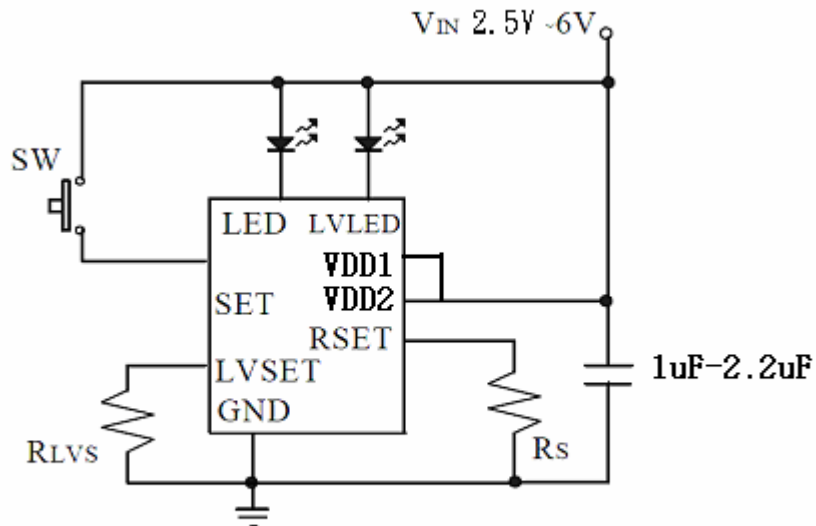 VIN 2.5V ~6V
SW
LED LVLED
VDD1
SET VDD2
RSET
LVSET
1uF-2.2uF
GND
RLVS
RS